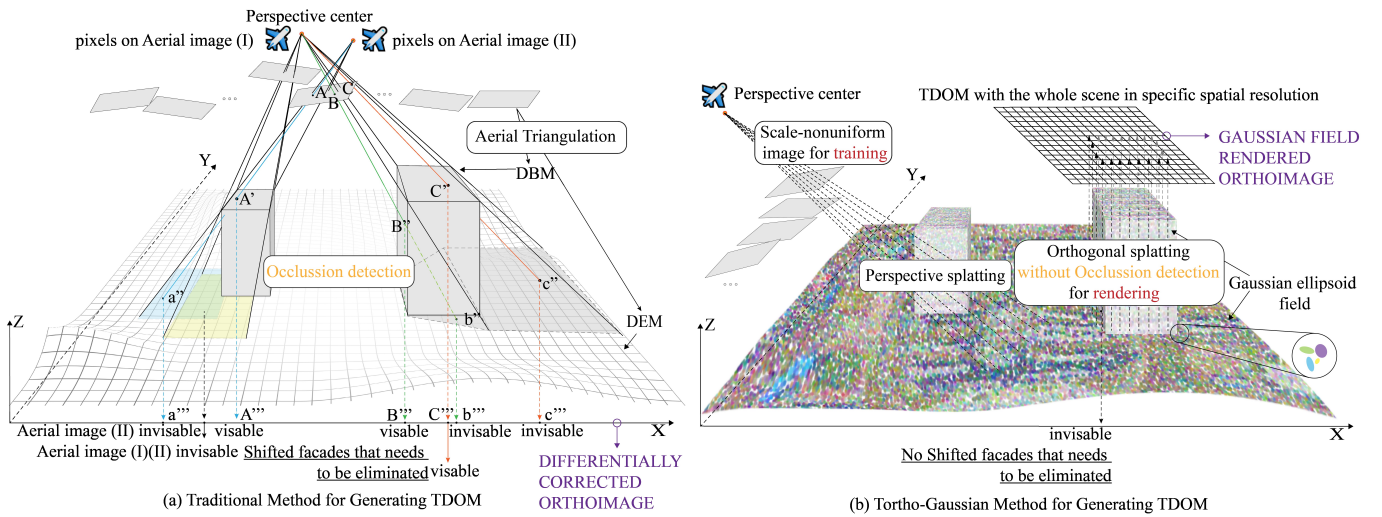 Perspective center
pixels on Aerial image (I)
pixels on Aerial image (II)
...
...
A
B
C
Aerial Triangulation
DBM
Y
A'
C''
B''
Occlussion detection
a''
c''
b''
DEM
Z
a'''
A'''
B'''
C'''
b'''
c'''
X
Aerial image (II) invisable
visable
visable
invisable
invisable
Aerial image (I)(II) invisable
Shifted facades that needs
to be eliminated
visable
DIFFERENTIALLY
CORRECTED
ORTHOIMAGE
(a) Traditional Method for Generating TDOM
Perspective center
TDOM with the whole scene in specific spatial resolution
Scale-nonuniform
image for training
GAUSSIAN FIELD
RENDERED
ORTHOIMAGE
Y
...
Perspective splatting
Orthogonal splatting
without Occlussion detection
for rendering
Gaussian ellipsoid
field
Z
X
invisable
No Shifted facades that needs
to be eliminated
(b) Tortho-Gaussian Method for Generating TDOM